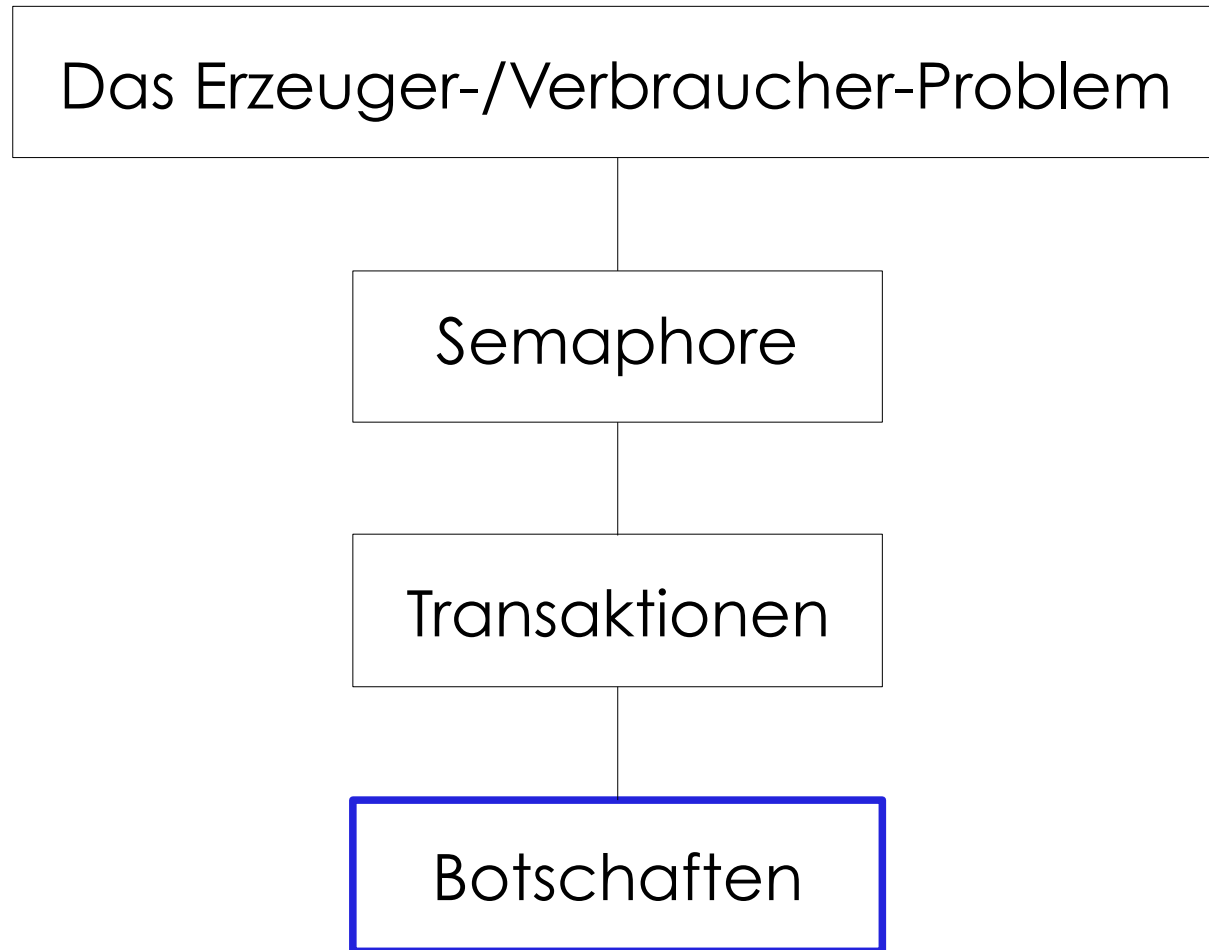 Das Erzeuger-/Verbraucher-Problem
Semaphore
Transaktionen
Botschaften